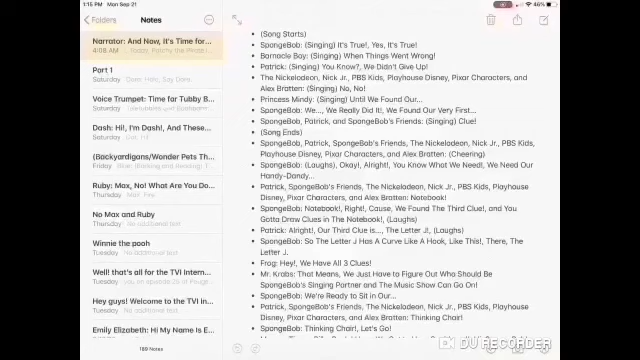 1:15 PM Mon Sep 21
46%
Folders
Notes
Narrator: And Now, It's Time for...
4:08 AM
Part 1
Saturday
Voice Trumpet: Time for Tubby B...
Saturday
Dash: Hi!, I'm Dash!, And These...
Saturday
(Backyardigans/Wonder Pets Th...
Friday
Ruby: Max, No! What Are You Do...
Thursday
No Max and Ruby
Thursday
Winnie the pooh
Tuesday No additional text
Well! that's all for the TVI Intern...
Tuesday
Hey guys! Welcome to the TVI in...
Tuesday No additional text
Emily Elizabeth: Hi My Name Is E...
189 Notes
• (Song Starts)
• SpongeBob: (Singing) It's True!, Yes, It's True!
• Barnacle Boy: (Singing) When Things Went Wrong!
• Patrick: (Singing) You Know?, We Didn't Give Up!
• The Nickelodeon, Nick Jr., PBS Kids, Playhouse Disney, Pixar Characters, and
Alex Bratten: (Singing) No, No!
• Princess Mindy: (Singing) Until We Found Our...
• SpongeBob: We..., We Really Did It!, We Found Our Very First...
• SpongeBob, Patrick, and SpongeBob's Friends: (Singing) Clue!
• (Song Ends)
• SpongeBob, Patrick, SpongeBob's Friends, The Nickelodeon, Nick Jr., PBS Kids,
Playhouse Disney, Pixar Characters, and Alex Bratten: (Cheering)
• SpongeBob: (Laughs), Okay!, Alright!, You Know What We Need!, We Need Our
Handy-Dandy...
• Patrick, SpongeBob's Friends, The Nickelodeon, Nick Jr., PBS Kids, Playhouse
Disney, Pixar Characters, and Alex Bratten: Notebook!
• SpongeBob: Notebook!, Right!, Cause, We Found The Third Clue!, and You
Gotta Draw Clues in The Notebook!, (Laughs)
• Patrick: Alright!, Our Third Clue is..., The Letter J!, (Laughs)
• SpongeBob: So The Letter J Has A Curve Like A Hook, Like This!, There, The
Letter J.
• Frog: Hey!, We Have All 3 Clues!
• Mr. Krabs: That Means, We Just Have to Figure Out Who Should Be
SpongeBob's Singing Partner and The Music Show Can Go On!
• SpongeBob: We're Ready to Sit in Our...
• Patrick, SpongeBob's Friends, The Nickelodeon, Nick Jr., PBS Kids, Playhouse
Disney, Pixar Characters, and Alex Bratten: Thinking Chair!
• SpongeBob: Thinking Chair!, Let's Go!
DU RECORDER